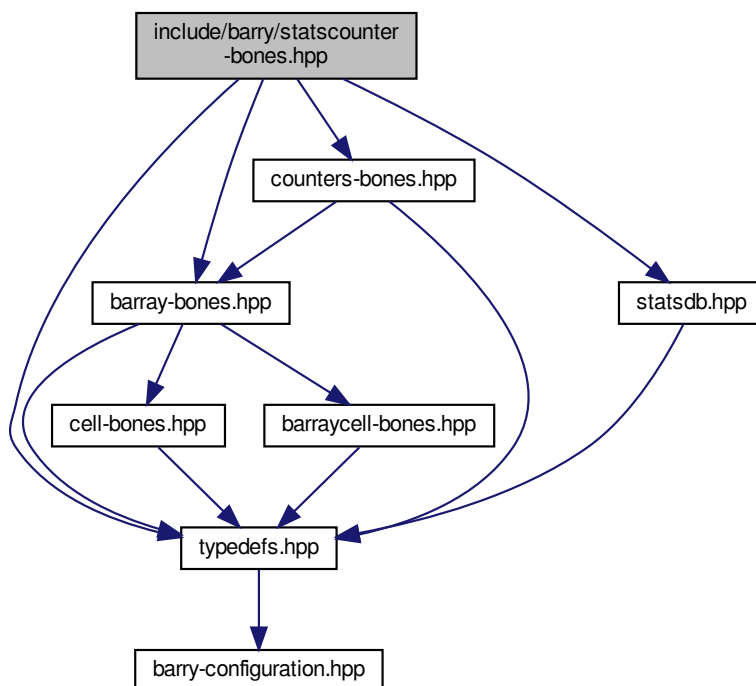 include/barry/statscounter
-bones.hpp
counters-bones.hpp
barray-bones.hpp
statsdb.hpp
cell-bones.hpp
barraycell-bones.hpp
typedefs.hpp
barry-configuration.hpp